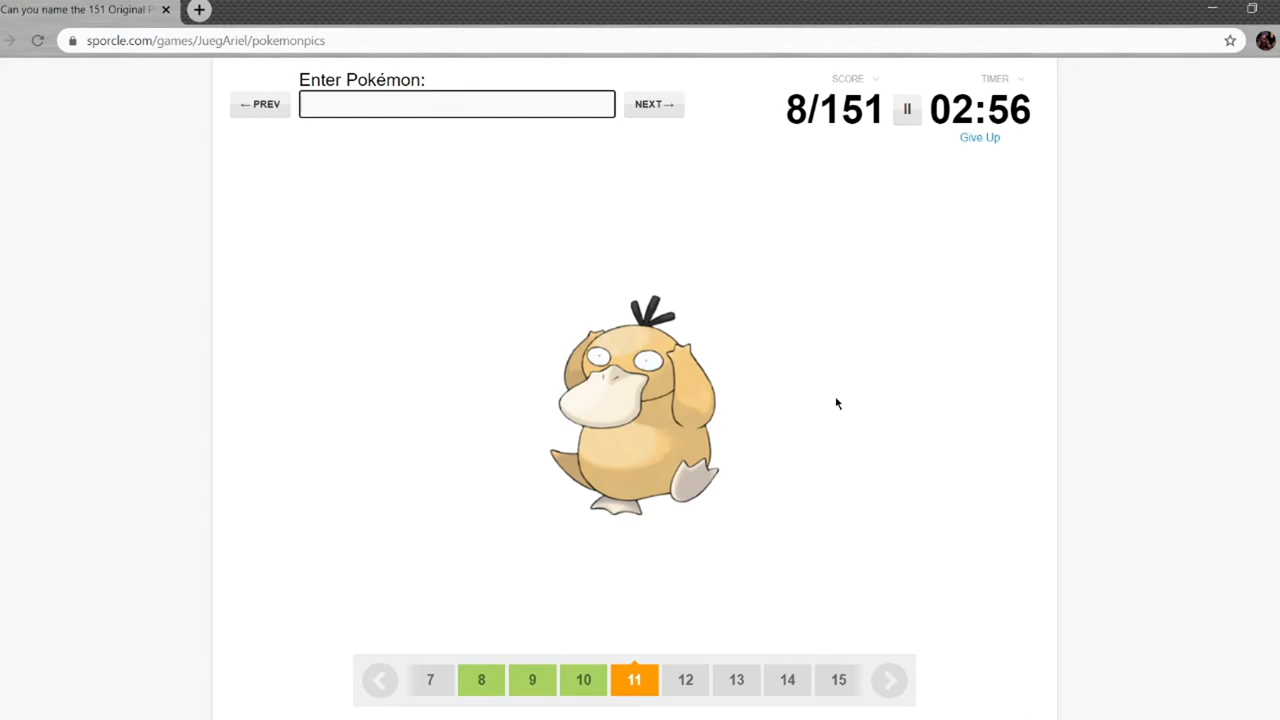 Can you name the 151 Original P
sporcle.com/games/JuegAriel/pokemonpics
Enter Pokémon:
← PREV
NEXT →
SCORE
8/151
TIMER
02:56
Give Up
7 8 9 10 11 12 13 14 15